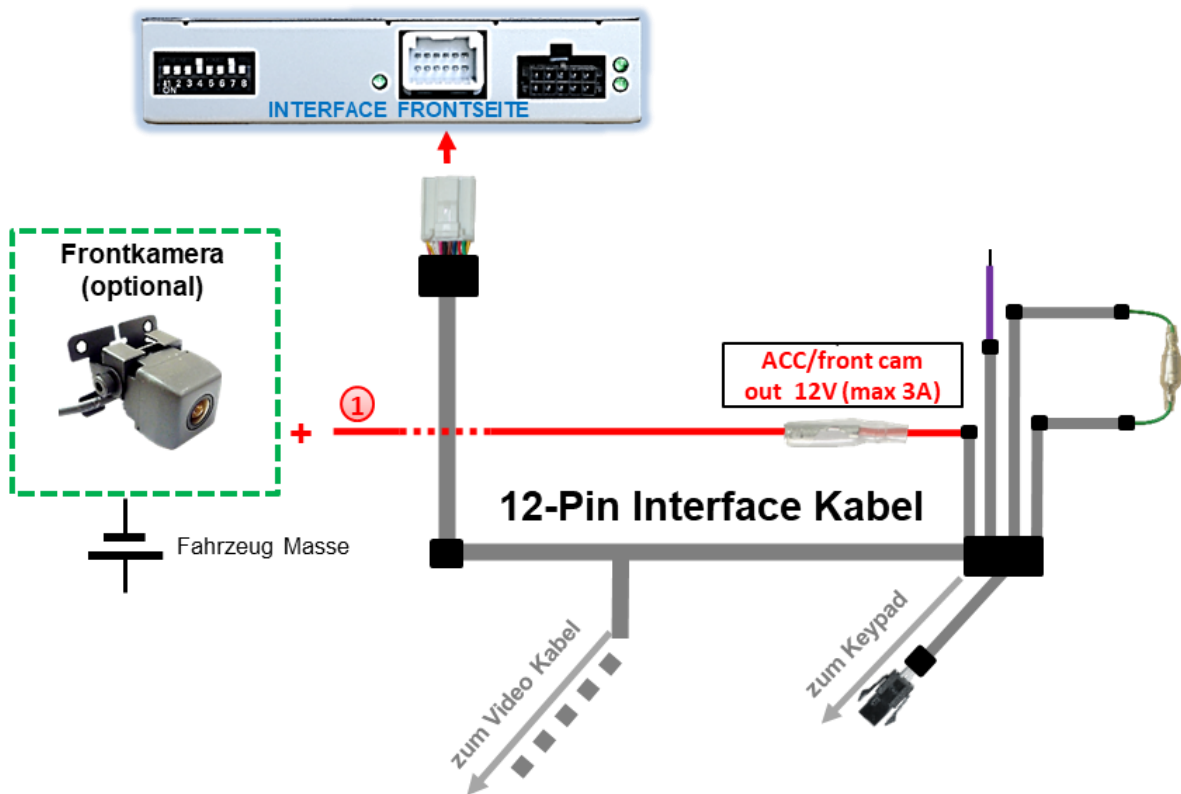 1 2 3 4 5 6 7 8
ON
INTERFACE FRONTSEITE
Frontkamera
(optional)
ACC/front cam
out 12V (max 3A)
1
+
12-Pin Interface Kabel
Fahrzeug Masse
zum Video Kabel
zum Keypad